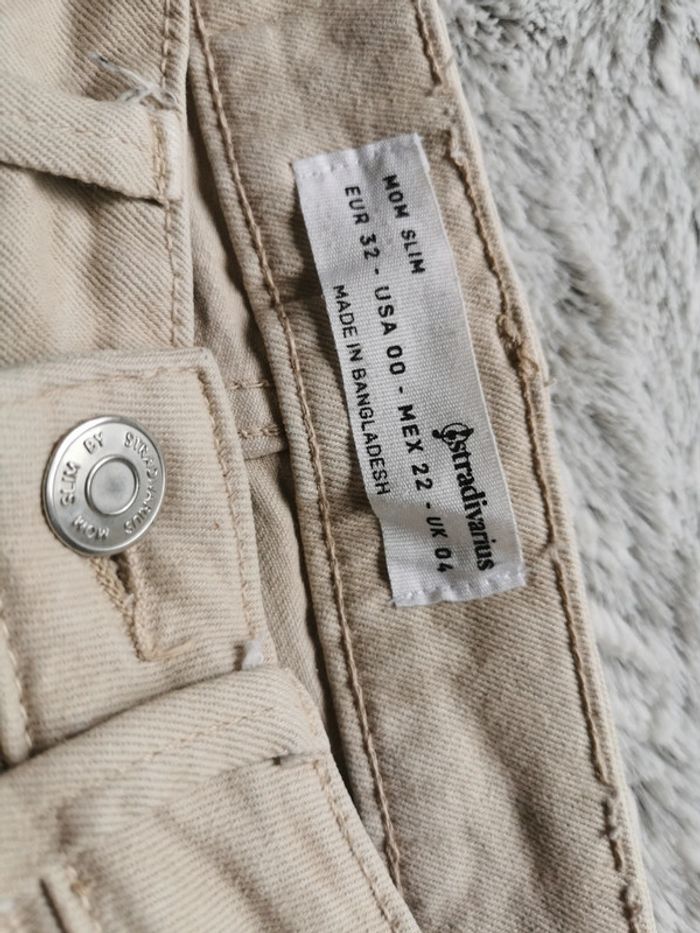 MOM SLIM
stradivarius
EUR 32 - USA 00 - MEX 22 - UK 04
MADE IN BANGLADESH
MOM SLIM BY STRADIVARIUS